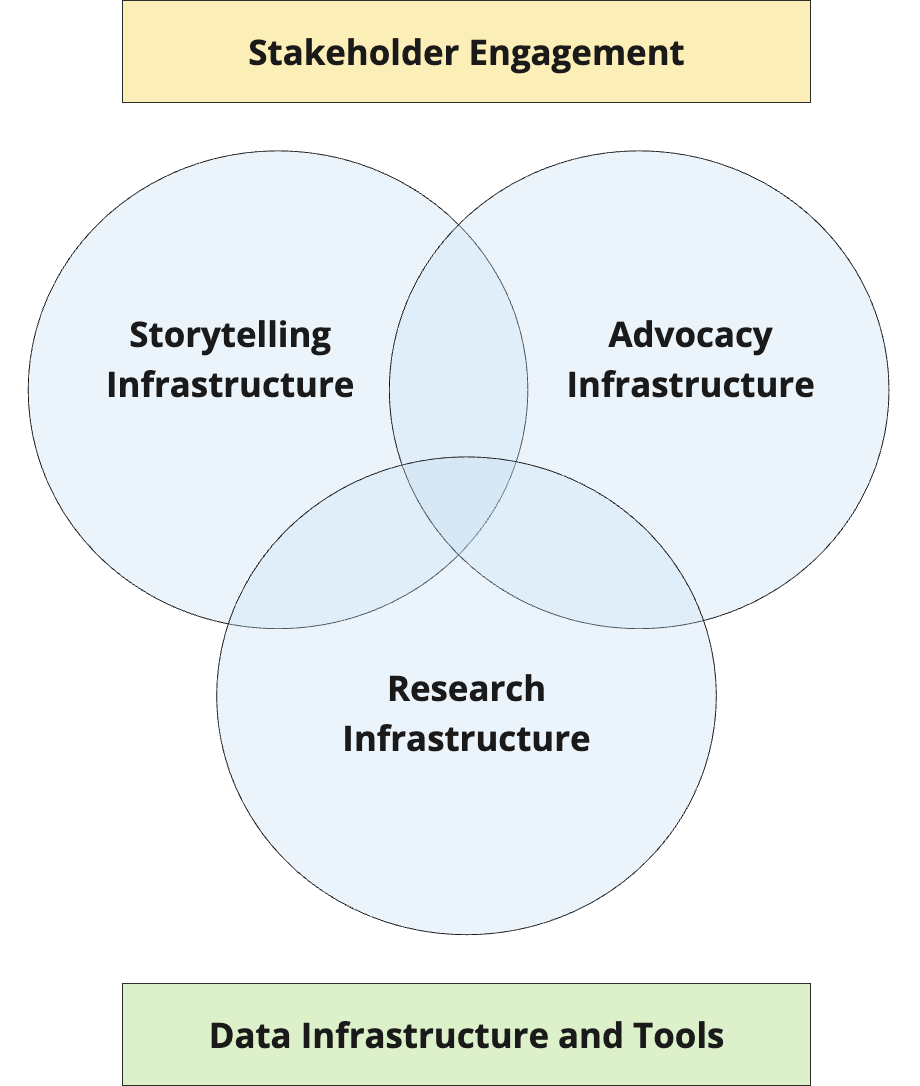 Stakeholder Engagement
Storytelling
Infrastructure
Advocacy
Infrastructure
Research
Infrastructure
Data Infrastructure and Tools